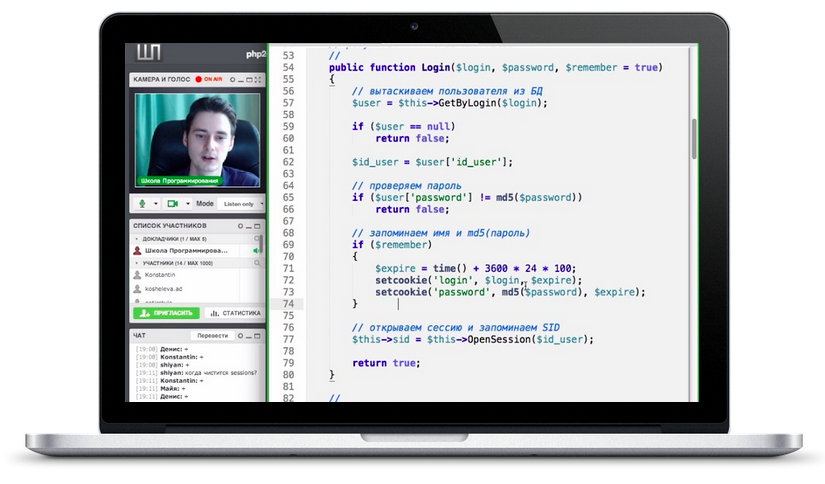 ШП
php2
КАМЕРА И ГОЛОС ON AIR
Школа Программирования
Mode Listen only
СПИСОК УЧАСТНИКОВ
ДОКЛАДЧИКИ (1 / MAX 8)
Школа Программирова...
УЧАСТНИКИ (14 / MAX 1000)
Konstantin
kosheleva.ad
ПРИГЛАСИТЬ СТАТИСТИКА
ЧАТ Перевести
[19:08] Денис: +
[19:08] Konstantin: +
[19:08] shiyan: +
[19:11] shiyan: когда чистится sessions?
[19:11] Konstantin: +
[19:11] Майк: +
[19:11] Денис: +
53 //
54 public function Login($login, $password, $remember = true)
55 {
56 // вытаскиваем пользователя из БД
57 $user = $this->GetByLogin($login);
58
59 if ($user == null)
60 return false;
61
62 $id_user = $user['id_user'];
63
64 // проверяем пароль
65 if ($user['password'] != md5($password))
66 return false;
67
68 // запоминаем имя и md5(пароль)
69 if ($remember)
70 {
71 $expire = time() + 3600 * 24 * 100;
72 setcookie('login', $login, $expire);
73 setcookie('password', md5($password), $expire);
74 }
75
76 // открываем сессию и запоминаем SID
77 $this->sid = $this->OpenSession($id_user);
78
79 return true;
80 }
81
82 //